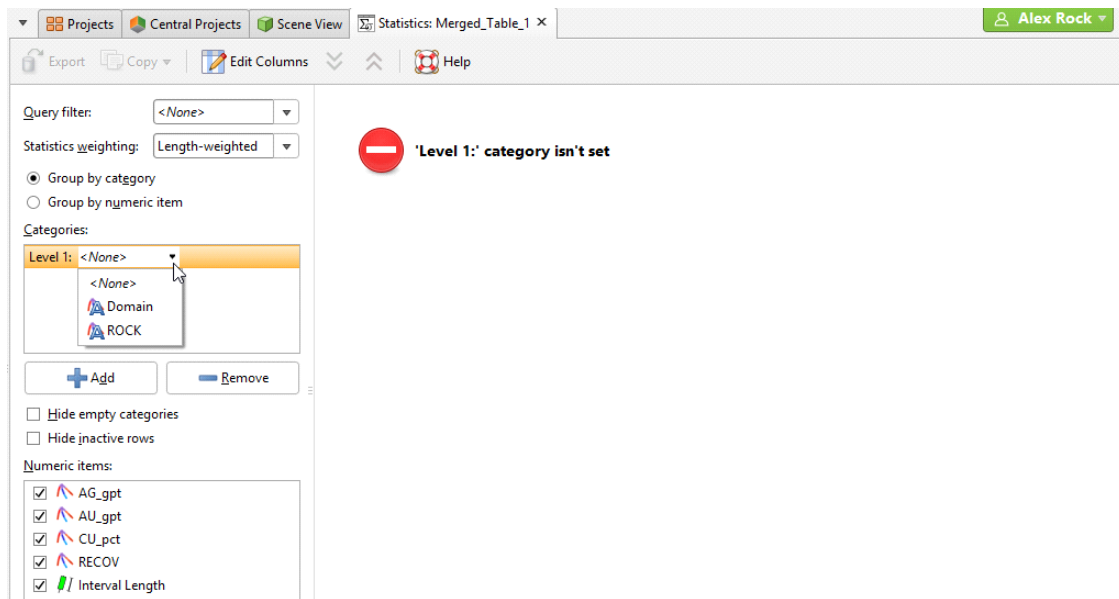 Projects Central Projects Scene View Statistics: Merged_Table_1 × Alex Rock
Export Copy Edit Columns Help
Query filter: <None>
Statistics weighting: Length-weighted
Group by category
Group by numeric item
Categories:
Level 1: <None>
<None>
Domain
ROCK
Add Remove
Hide empty categories
Hide inactive rows
Numeric items:
AG_gpt
AU_gpt
CU_pct
RECOV
Interval Length
'Level 1:' category isn't set